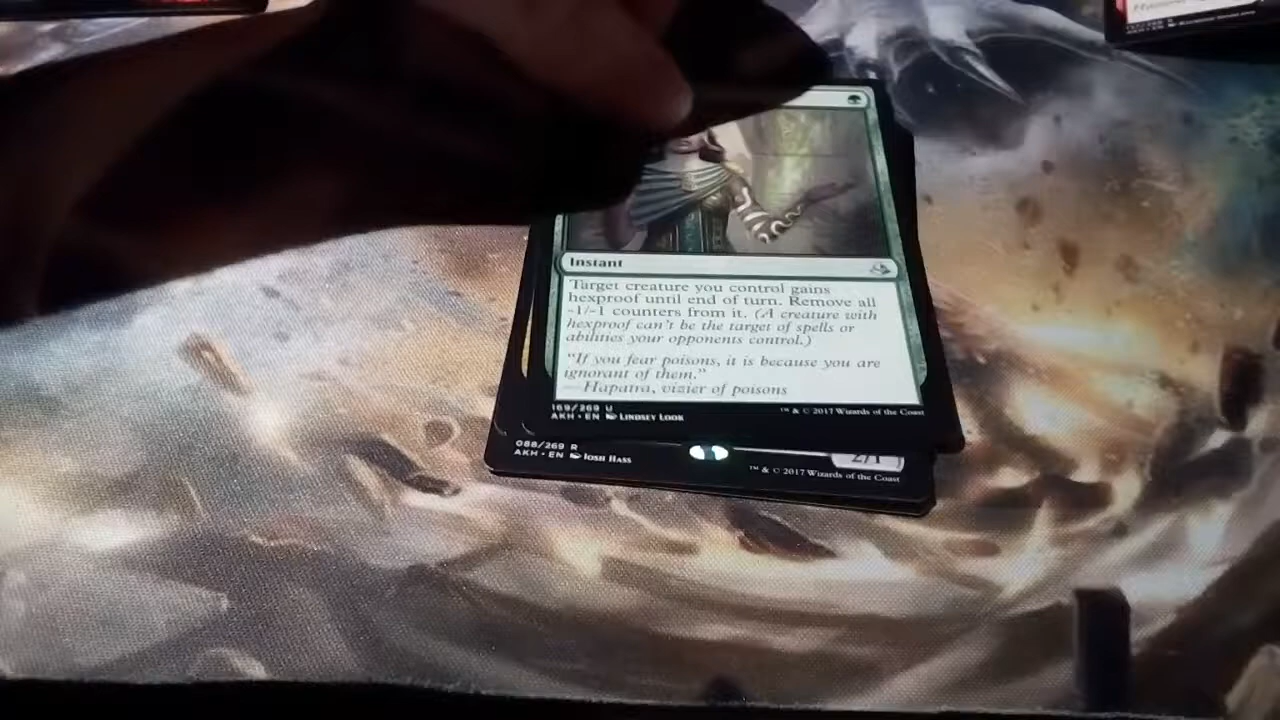 Instant
Target creature you control gains
hexproof until end of turn. Remove all
-1/-1 counters from it. (A creature with
hexproof can't be the target of spells or
abilities your opponents control.)
"If you fear poisons, it is because you are
ignorant of them."
—Hapatra, vizier of poisons
169/269 U
AKH • EN LINDSEY LOOK
™ & © 2017 Wizards of the Coast
088/269 R
AKH • EN JOSH HASS
2/1
™ & © 2017 Wizards of the Coast